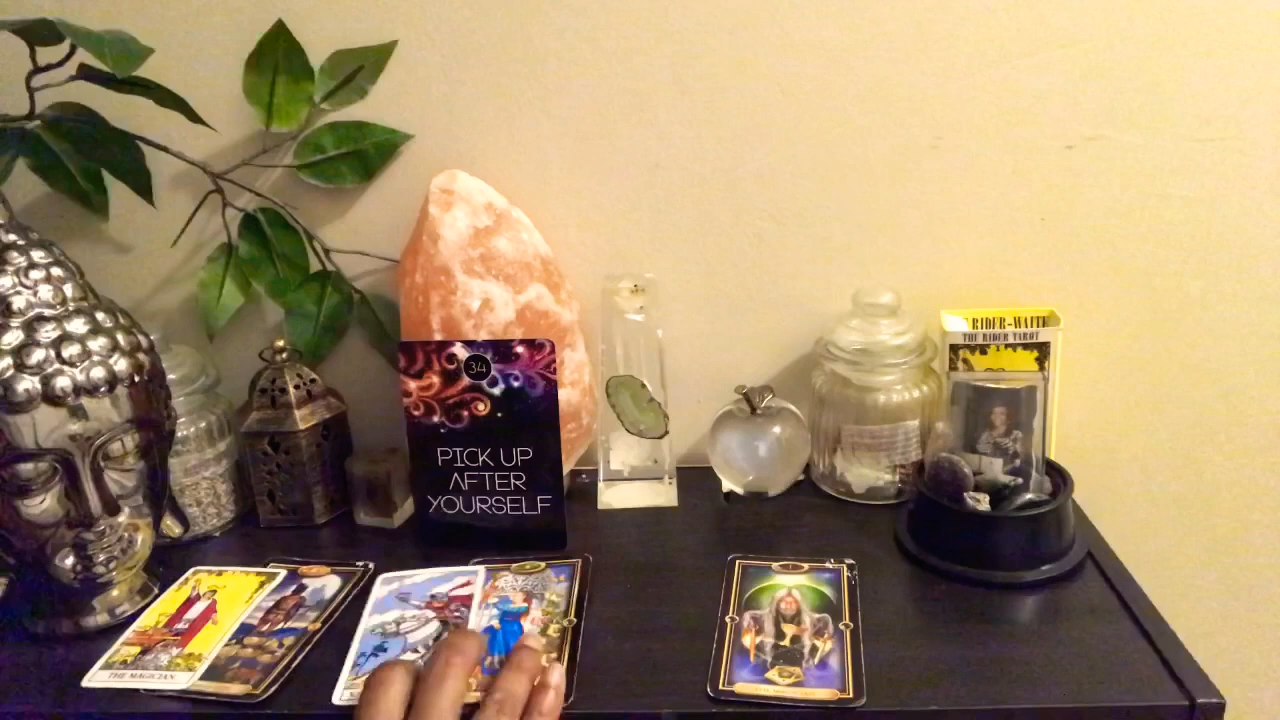 34
PICK UP
AFTER
YOURSELF
RIDER-WAITE
THE RIDER TAROT
I
THE MAGICIAN.